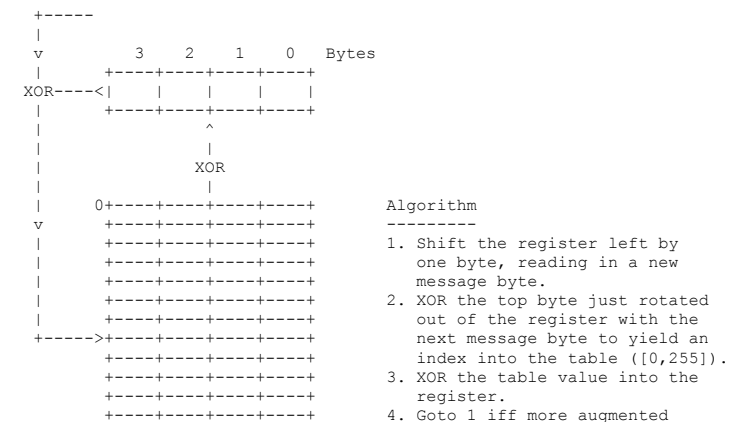 +-----
|
v 3 2 1 0 Bytes
| +----+----+----+----+
XOR----<| | | | |
| +----+----+----+----+
| ^
| |
| XOR
| |
| 0+----+----+----+----+ Algorithm
v +----+----+----+----+ ---------
| +----+----+----+----+ 1. Shift the register left by
| +----+----+----+----+ one byte, reading in a new
| +----+----+----+----+ message byte.
| +----+----+----+----+ 2. XOR the top byte just rotated
| +----+----+----+----+ out of the register with the
+----->+----+----+----+----+ next message byte to yield an
+----+----+----+----+ index into the table ([0,255]).
+----+----+----+----+ 3. XOR the table value into the
+----+----+----+----+ register.
+----+----+----+----+ 4. Goto 1 iff more augmented